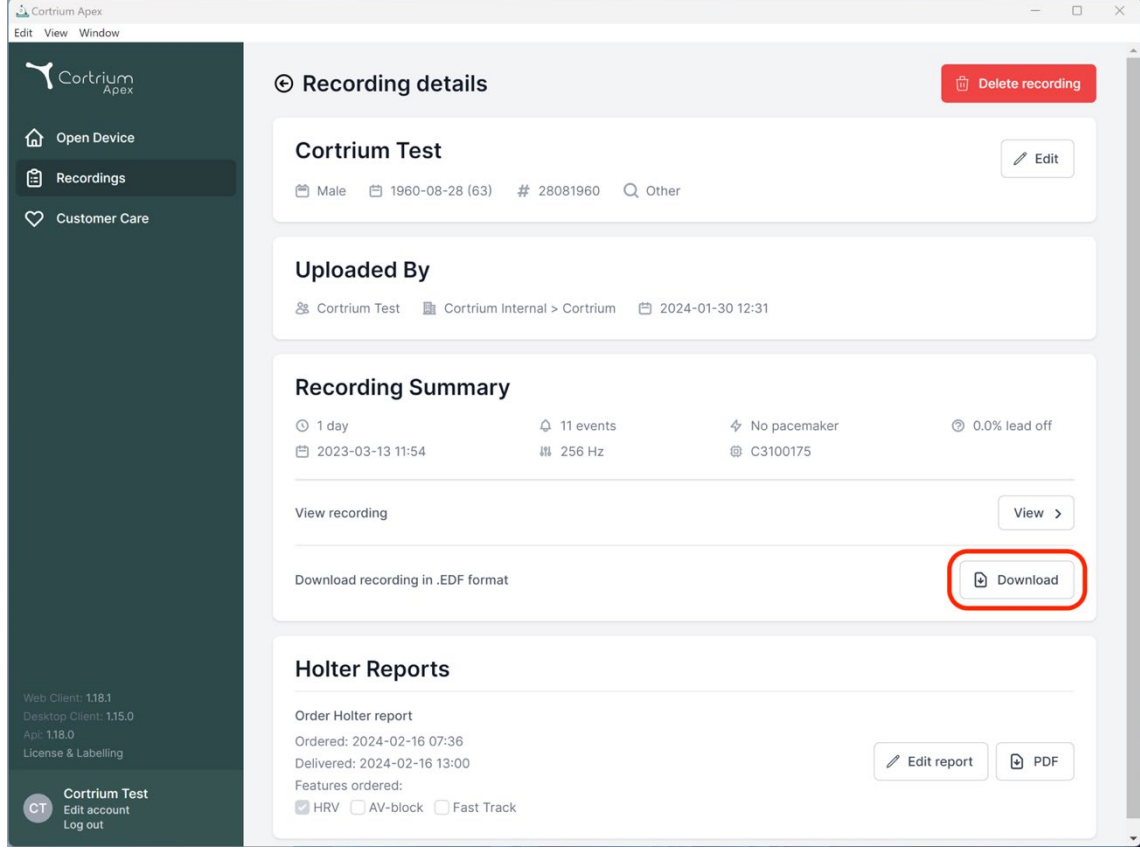 Cortrium Apex
Edit View Window
Cortrium
Apex
Open Device
Recordings
Customer Care
Web Client: 1.18.1
Desktop Client: 1.15.0
Api: 1.18.0
License & Labelling
CT
Cortrium Test
Edit account
Log out
Recording details
Delete recording
Cortrium Test
Edit
Male 1960-08-28 (63) # 28081960 Other
Uploaded By
Cortrium Test Cortrium Internal > Cortrium 2024-01-30 12:31
Recording Summary
1 day 11 events No pacemaker 0.0% lead off
2023-03-13 11:54 256 Hz C3100175
View recording View >
Download recording in .EDF format Download
Holter Reports
Order Holter report
Ordered: 2024-02-16 07:36
Delivered: 2024-02-16 13:00
Edit report PDF
Features ordered:
HRV AV-block Fast Track